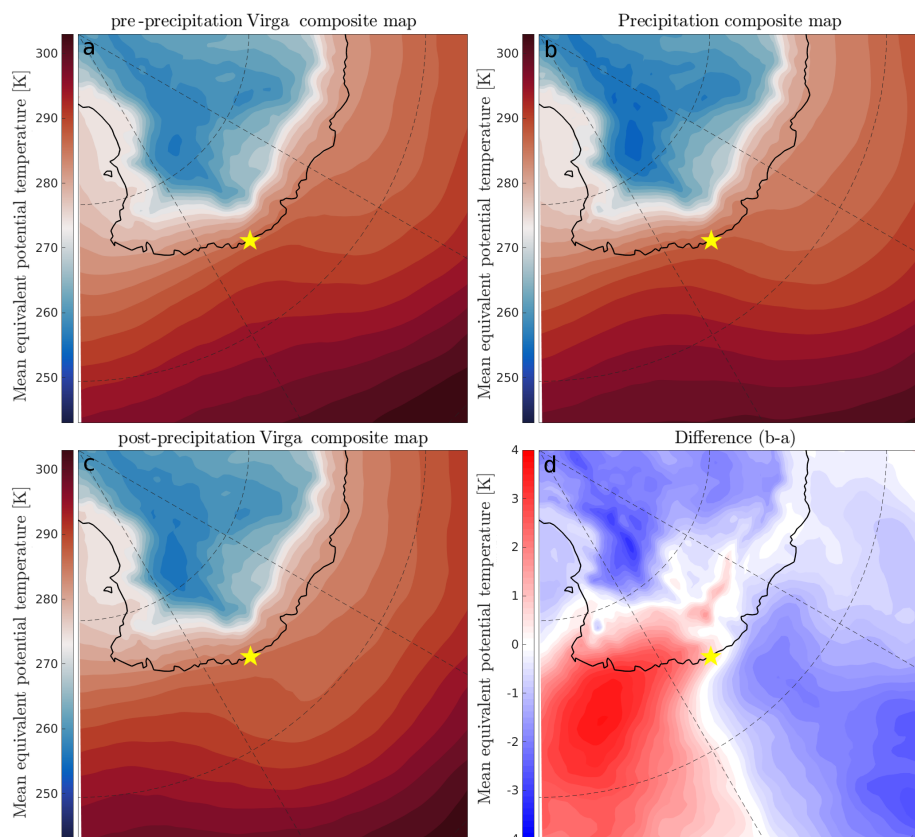 pre-precipitation Virga composite map
Precipitation composite map
Mean equivalent potential temperature [K]
300
290
280
270
260
250
a
Mean equivalent potential temperature [K]
300
290
280
270
260
250
b
post-precipitation Virga composite map
Difference (b-a)
Mean equivalent potential temperature [K]
300
290
280
270
260
250
c
Mean equivalent potential temperature [K]
4
3
2
1
0
-1
-2
-3
-4
d